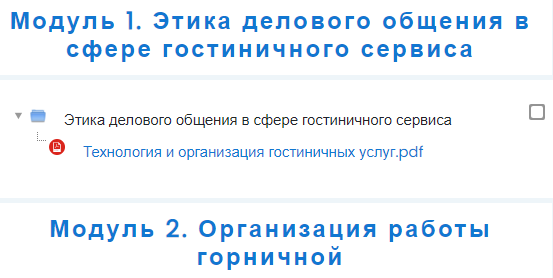 Модуль 1. Этика делового общения в
сфере гостиничного сервиса
Этика делового общения в сфере гостиничного сервиса
Технология и организация гостиничных услуг.pdf
Модуль 2. Организация работы
горничной